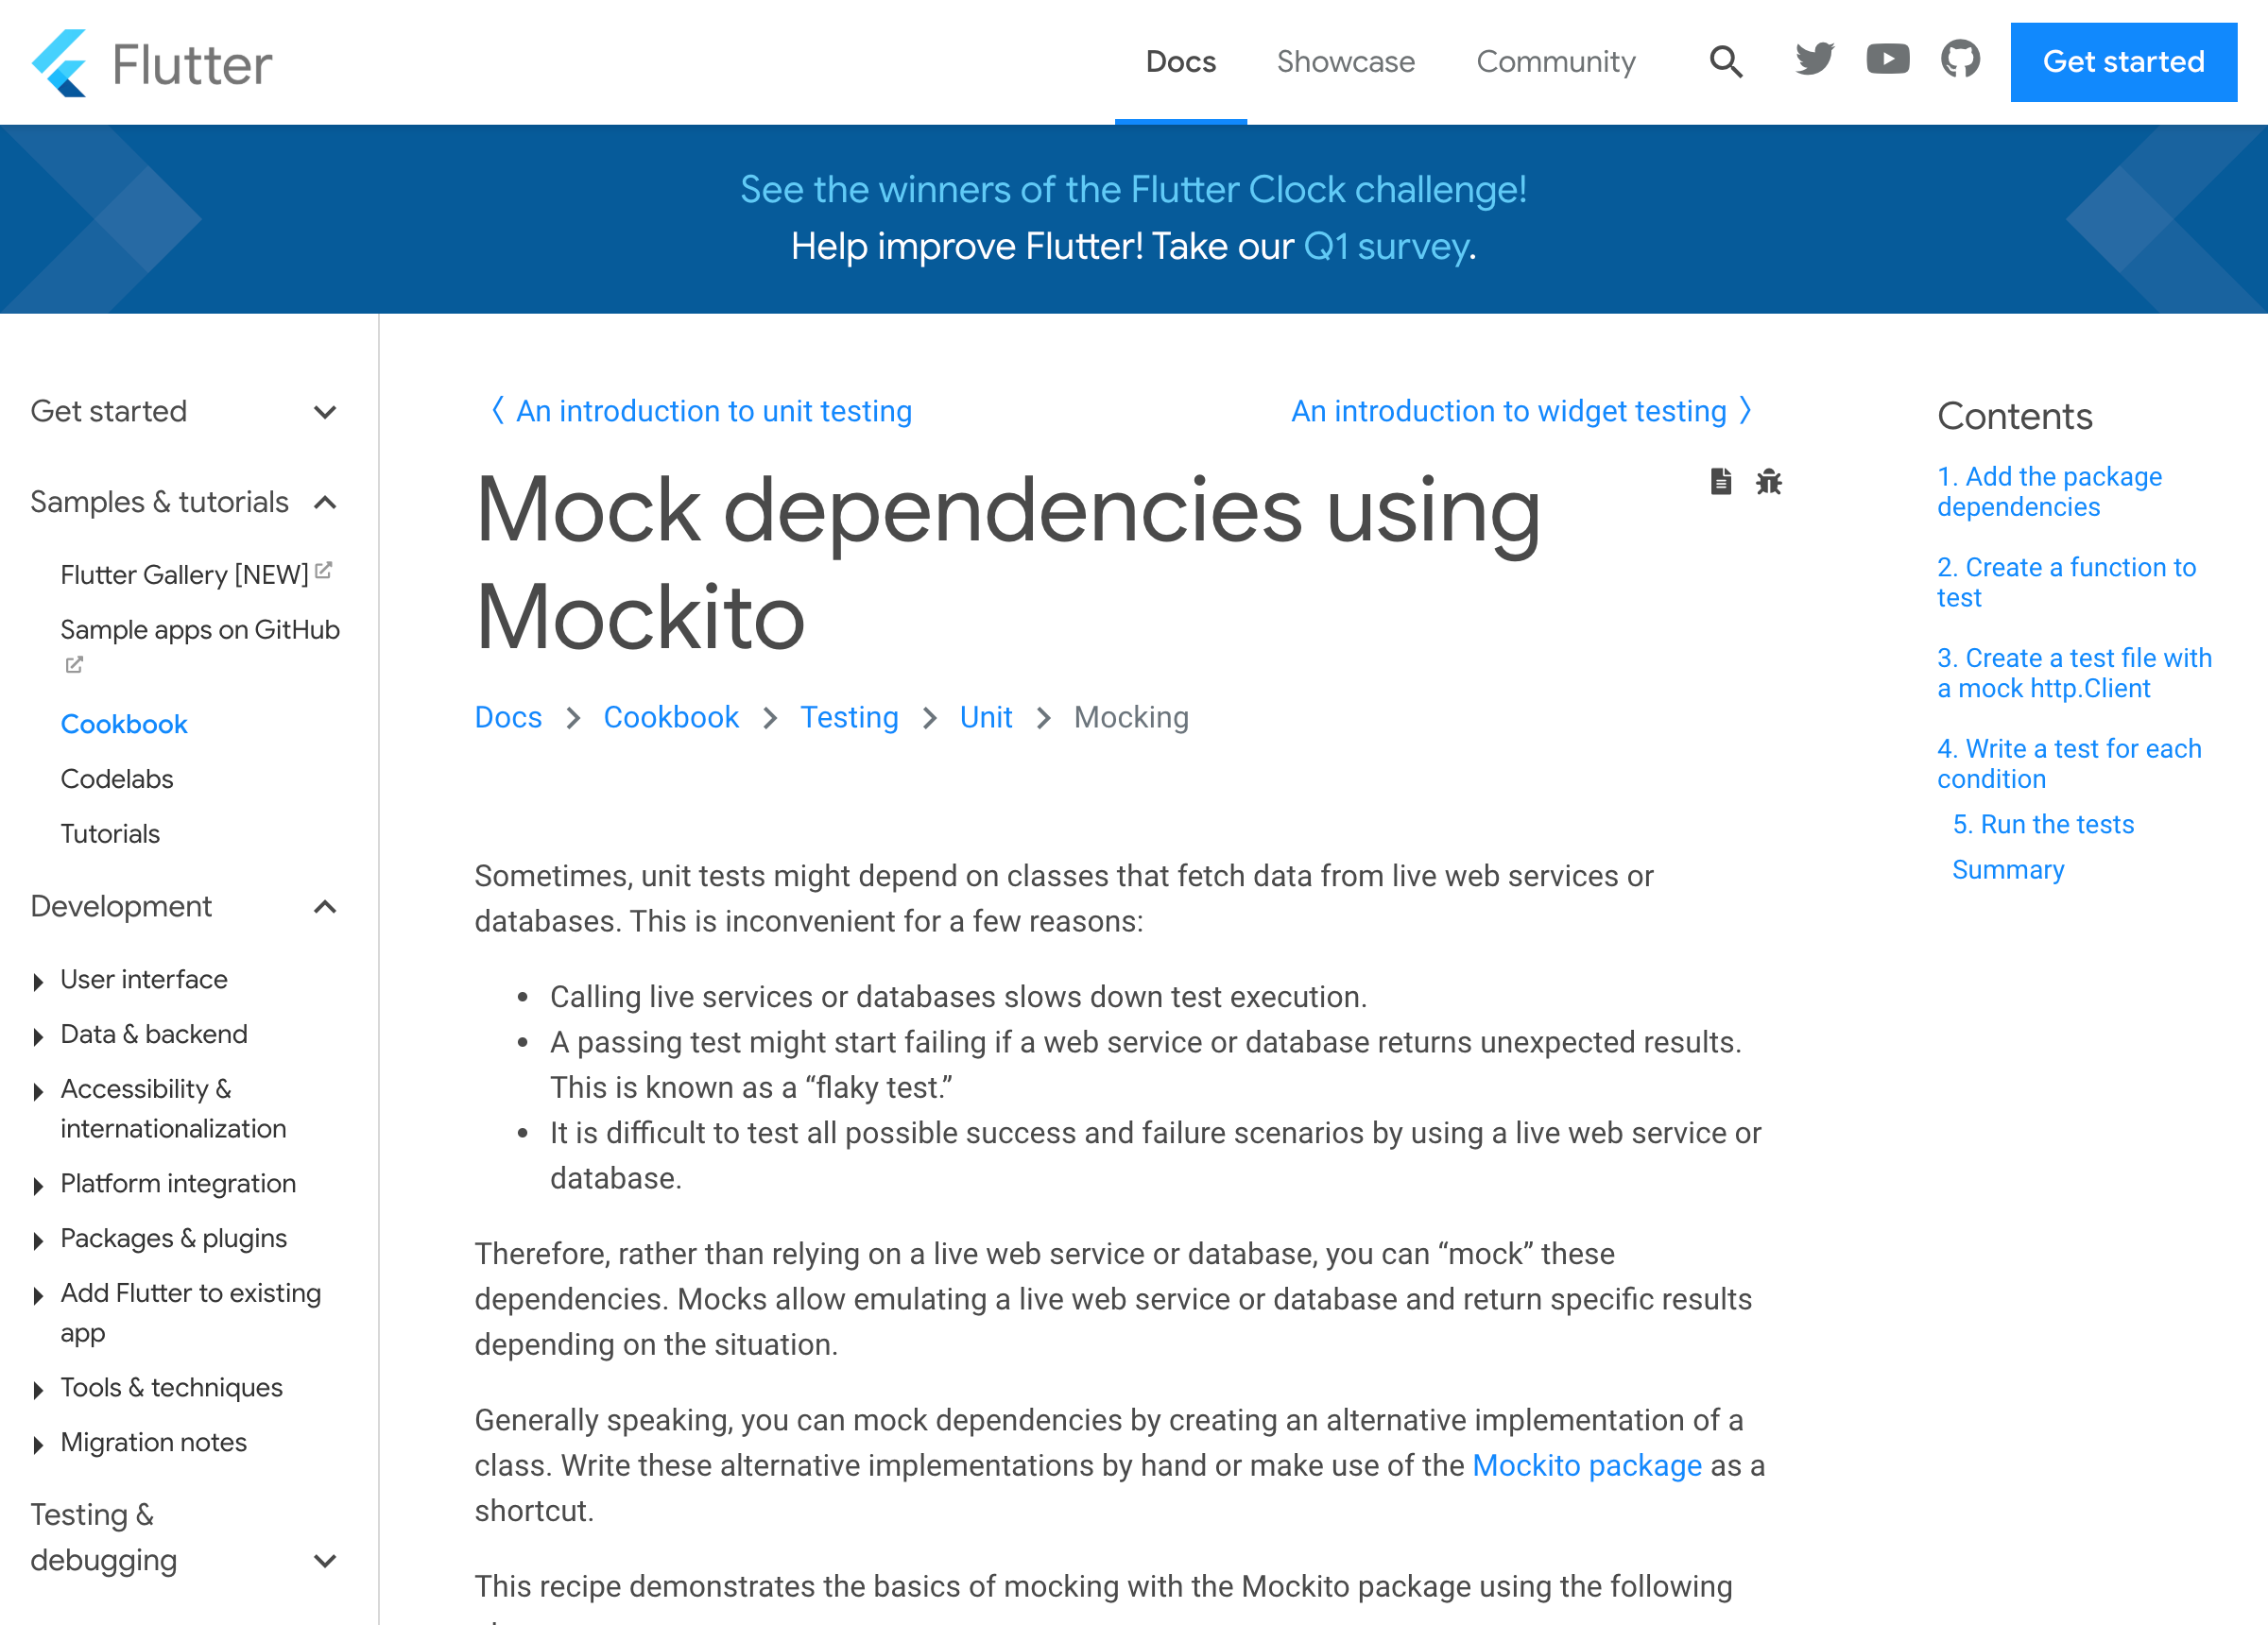 Flutter
Docs
Showcase
Community
Get started
See the winners of the Flutter Clock challenge!
Help improve Flutter! Take our Q1 survey.
Get started
Samples & tutorials
Flutter Gallery [NEW]
Sample apps on GitHub
Cookbook
Codelabs
Tutorials
Development
User interface
Data & backend
Accessibility &
internationalization
Platform integration
Packages & plugins
Add Flutter to existing
app
Tools & techniques
Migration notes
Testing &
debugging
〈 An introduction to unit testing
An introduction to widget testing 〉
Mock dependencies using
Mockito
Docs > Cookbook > Testing > Unit > Mocking
Sometimes, unit tests might depend on classes that fetch data from live web services or
databases. This is inconvenient for a few reasons:
• Calling live services or databases slows down test execution.
• A passing test might start failing if a web service or database returns unexpected results.
This is known as a “flaky test.”
• It is difficult to test all possible success and failure scenarios by using a live web service or
database.
Therefore, rather than relying on a live web service or database, you can “mock” these
dependencies. Mocks allow emulating a live web service or database and return specific results
depending on the situation.
Generally speaking, you can mock dependencies by creating an alternative implementation of a
class. Write these alternative implementations by hand or make use of the Mockito package as a
shortcut.
This recipe demonstrates the basics of mocking with the Mockito package using the following
Contents
1. Add the package
dependencies
2. Create a function to
test
3. Create a test file with
a mock http.Client
4. Write a test for each
condition
5. Run the tests
Summary